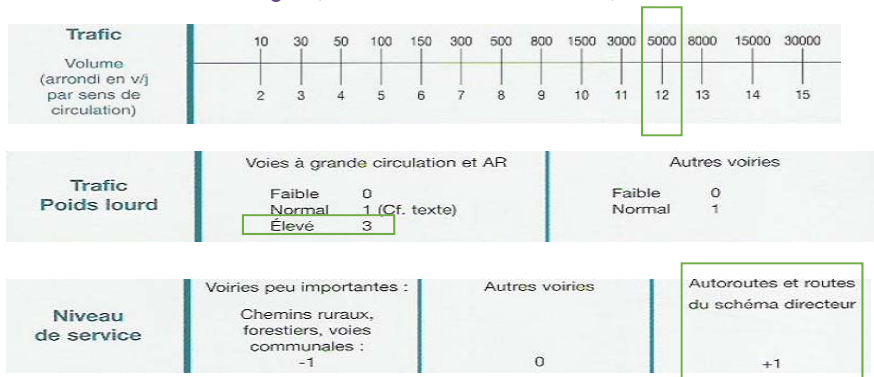 Trafic
Volume
(arrondi en v/j
par sens de
circulation)
10 30 50 100 150 300 500 800 1500 3000 5000 8000 15000 30000
2 3 4 5 6 7 8 9 10 11 12 13 14 15
Trafic
Poids lourd
Voies à grande circulation et AR
Faible 0
Normal 1 (Cf. texte)
Élevé 3
Autres voiries
Faible 0
Normal 1
Niveau
de service
Voiries peu importantes :
Chemins ruraux,
forestiers, voies
communales :
-1
Autres voiries
0
Autoroutes et routes
du schéma directeur
+1